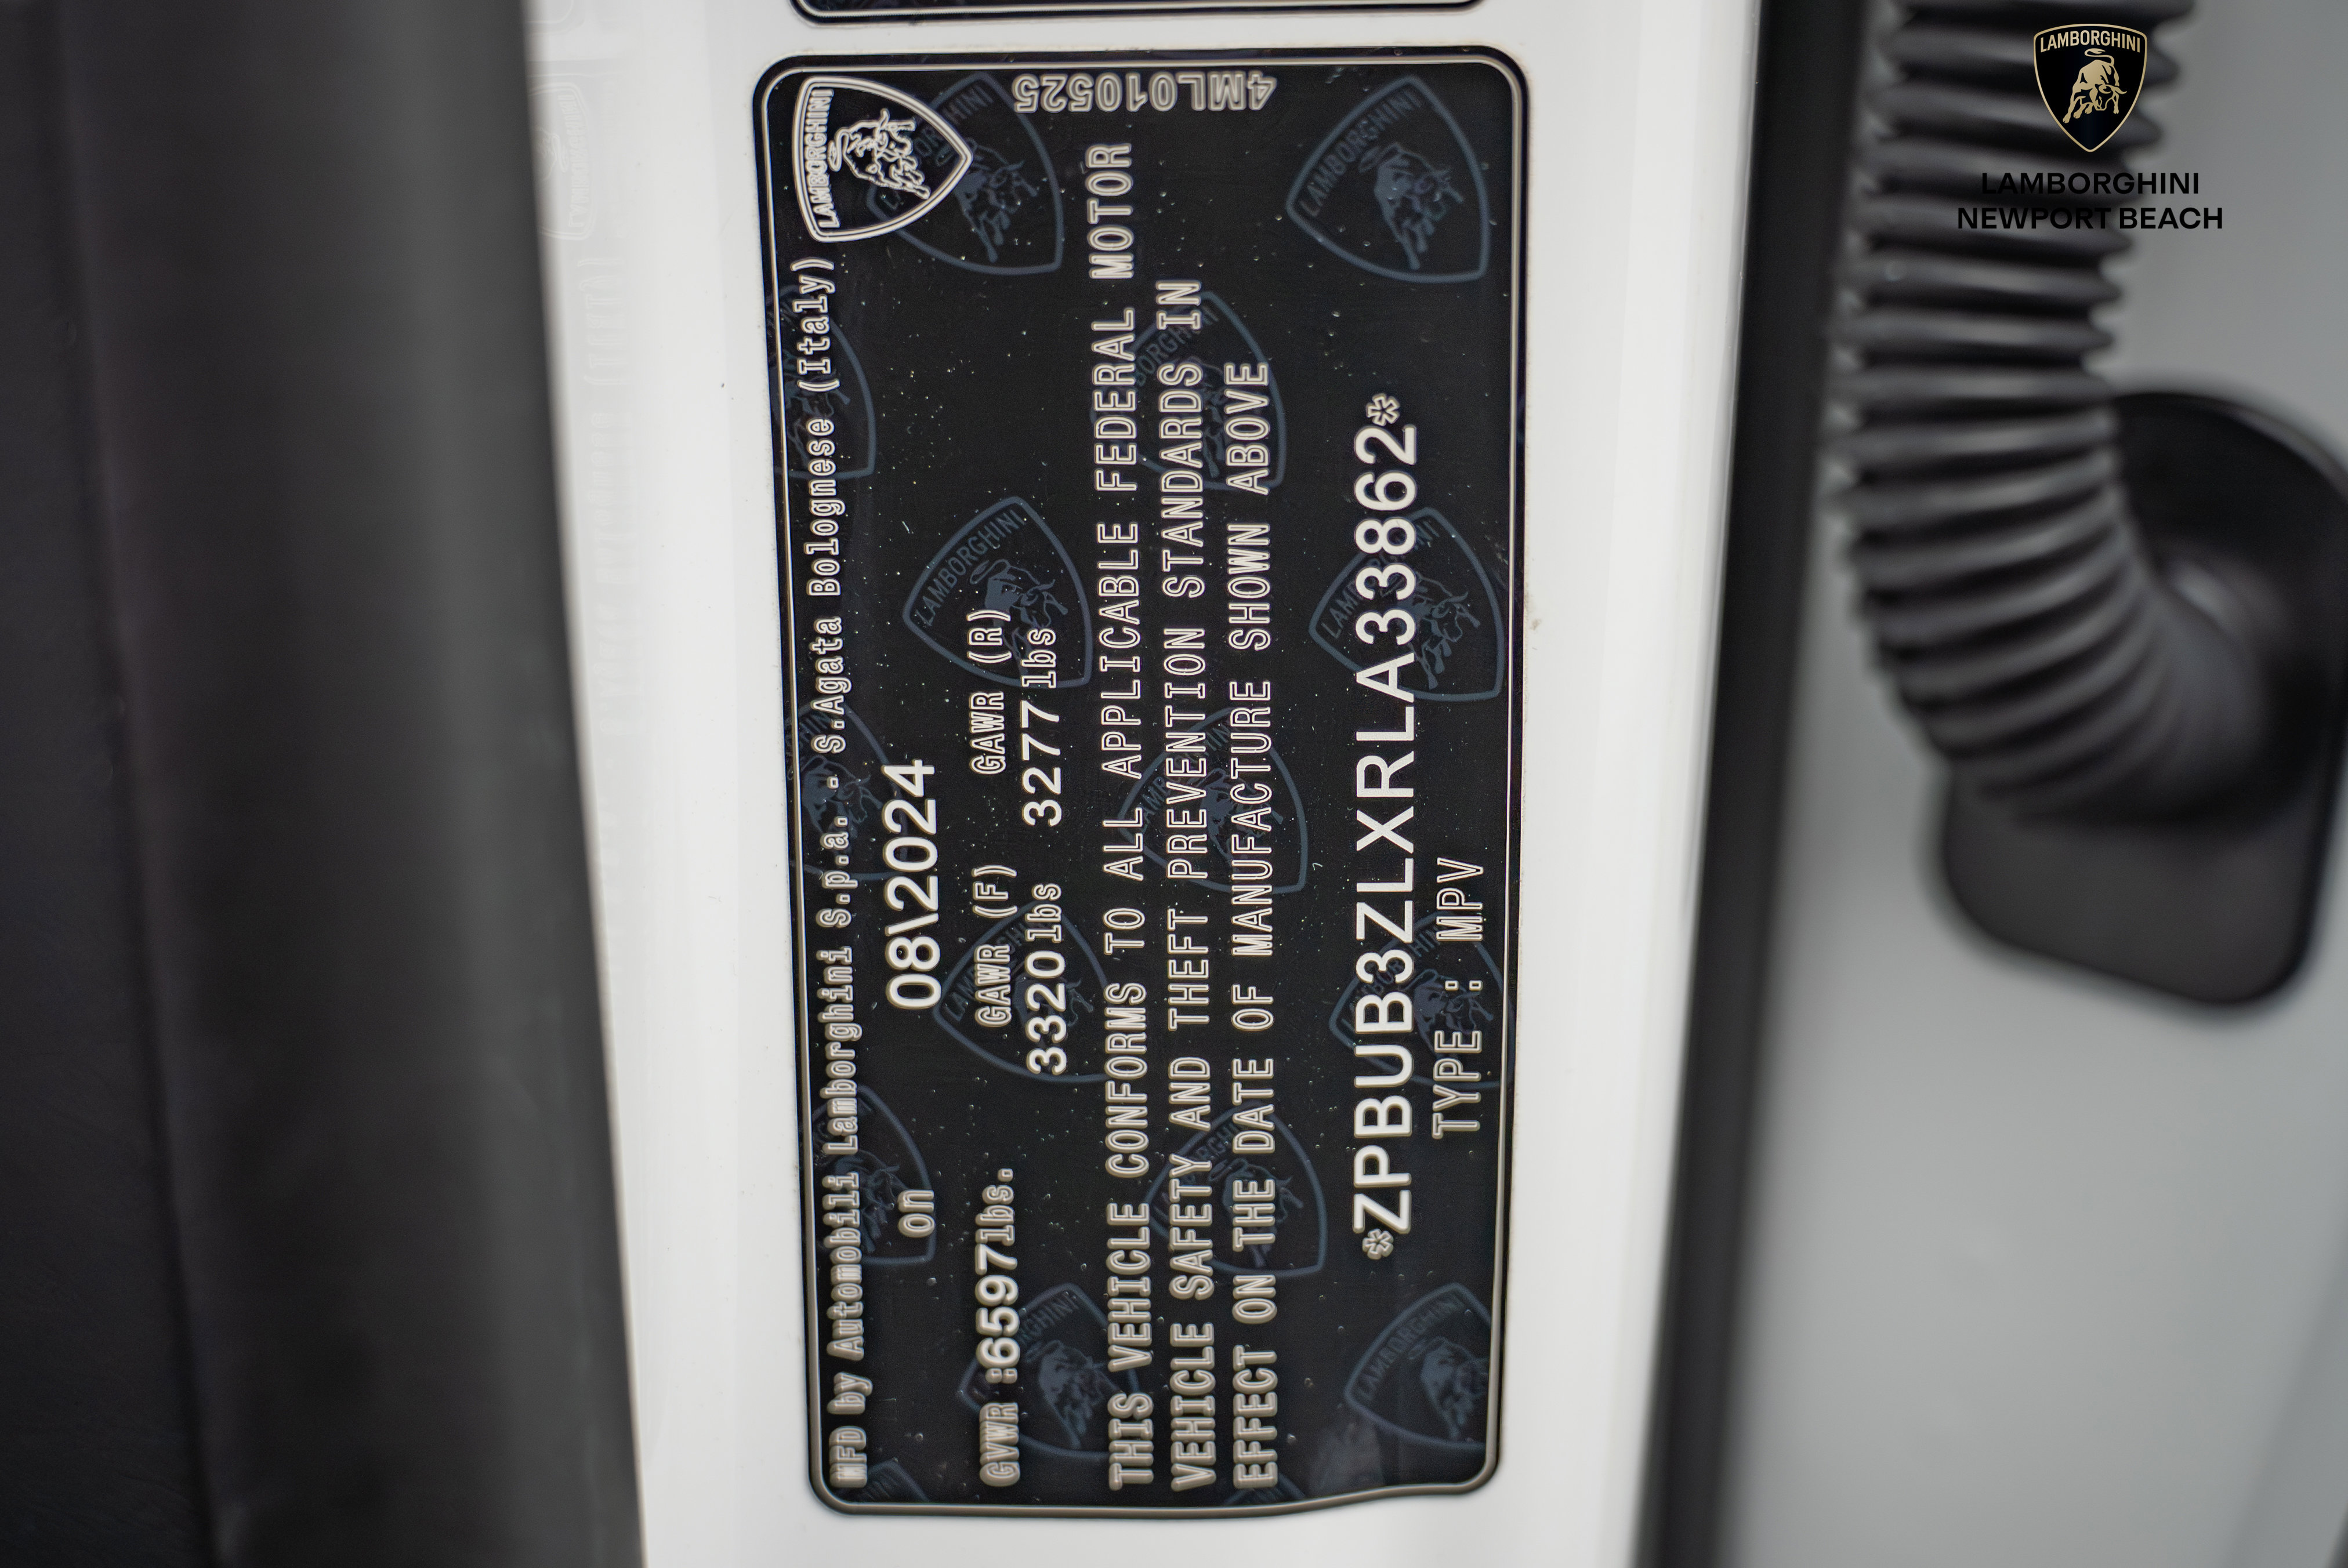 LAMBORGHINI
4ML010525
MFD by Automobili Lamborghini S.p.a. - S.Agata Bolognese (Italy)
on 08\2024
GAWR (F) GAWR (R)
GVWR :6597lbs. 3320lbs 3277 lbs
THIS VEHICLE CONFORMS TO ALL APPLICABLE FEDERAL MOTOR
VEHICLE SAFETY AND THEFT PREVENTION STANDARDS IN
EFFECT ON THE DATE OF MANUFACTURE SHOWN ABOVE
*ZPBUB3ZLXRLA33862*
TYPE : MPV
LAMBORGHINI
LAMBORGHINI
NEWPORT BEACH